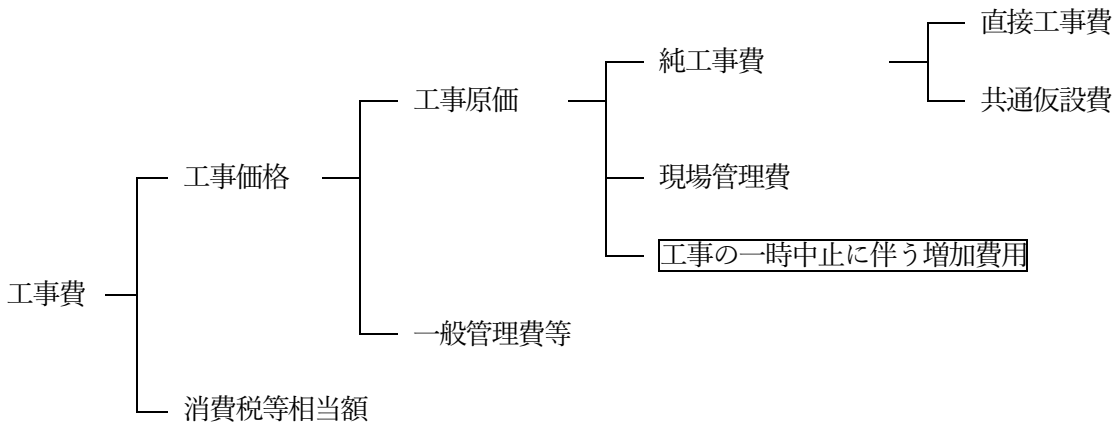 直接工事費
純工事費
共通仮設費
工事原価
工事価格
現場管理費
工事の一時中止に伴う増加費用
工事費
一般管理費等
消費税等相当額